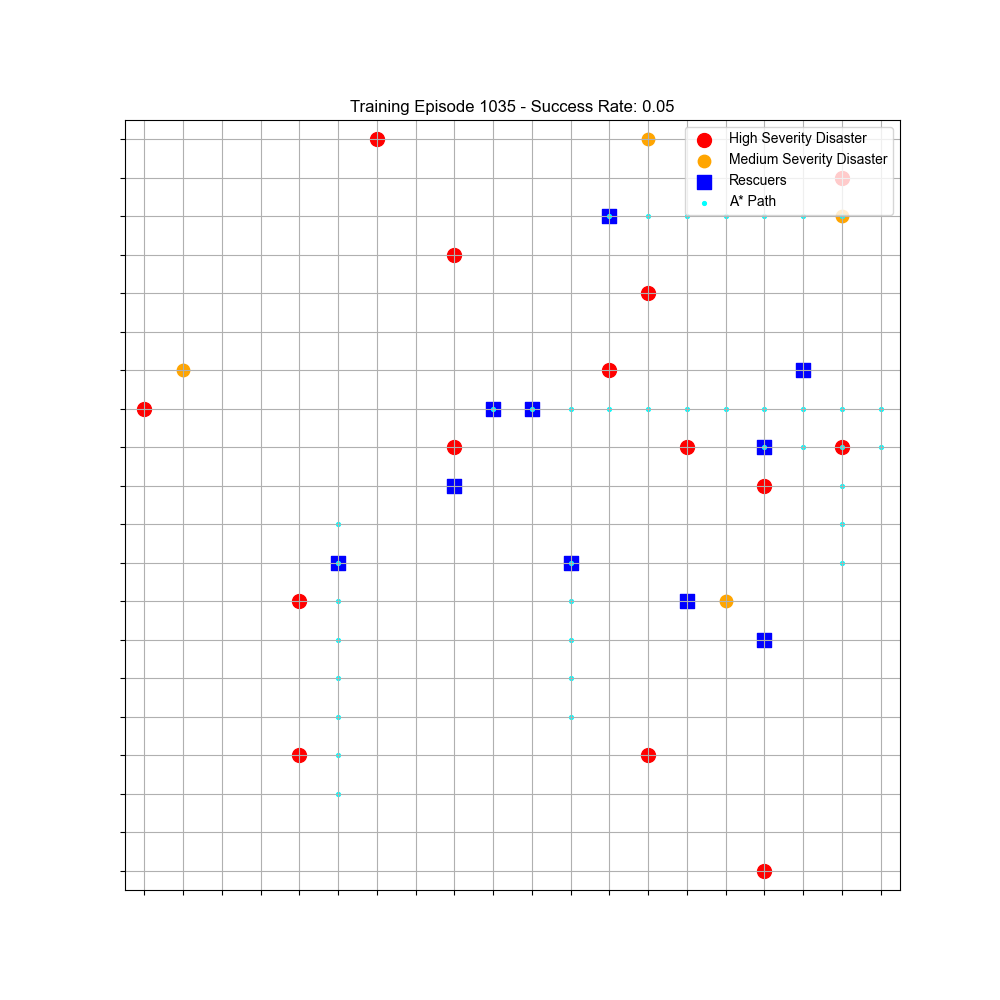 Training Episode 1035 - Success Rate: 0.05
High Severity Disaster
Medium Severity Disaster
Rescuers
A* Path